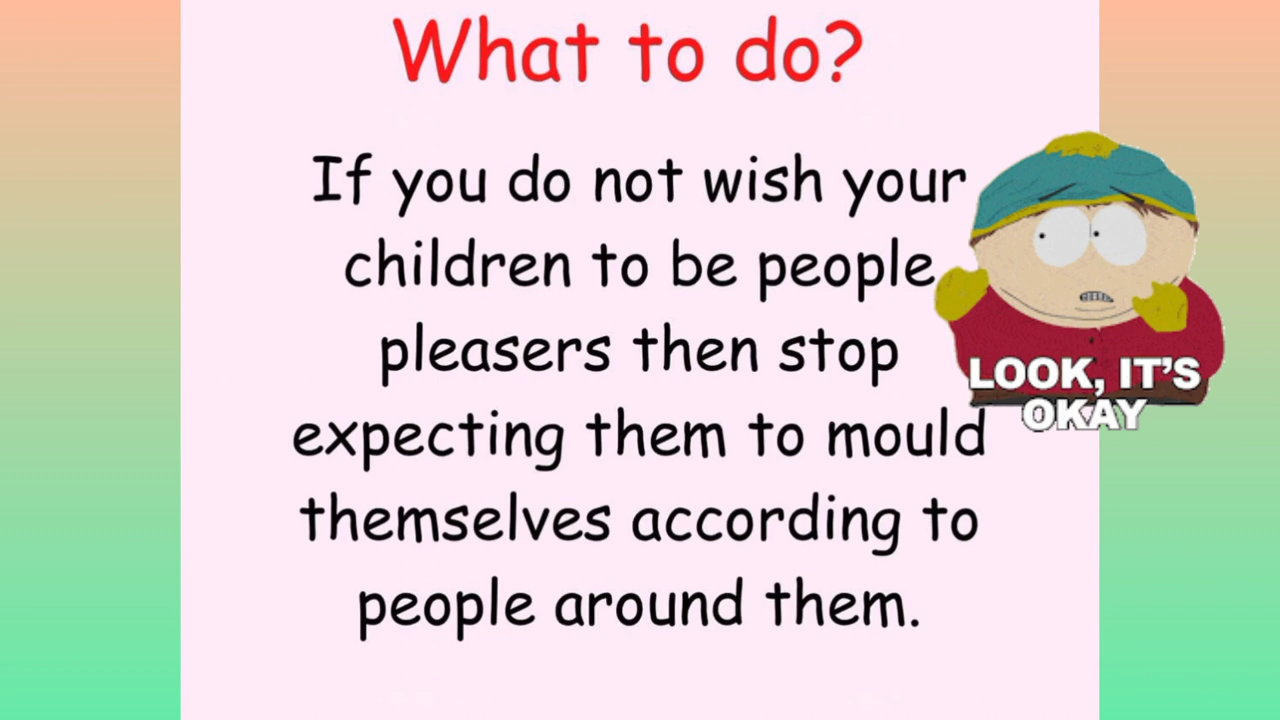 What to do?
If you do not wish your
children to be people
pleasers then stop
expecting them to mould
themselves according to
people around them.
LOOK, IT'S
OKAY